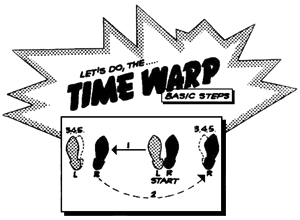 LET'S DO, THE.....
TIME WARP
BASIC STEPS
3,4,5. 3,4,5.
1
L R L R R
START
2